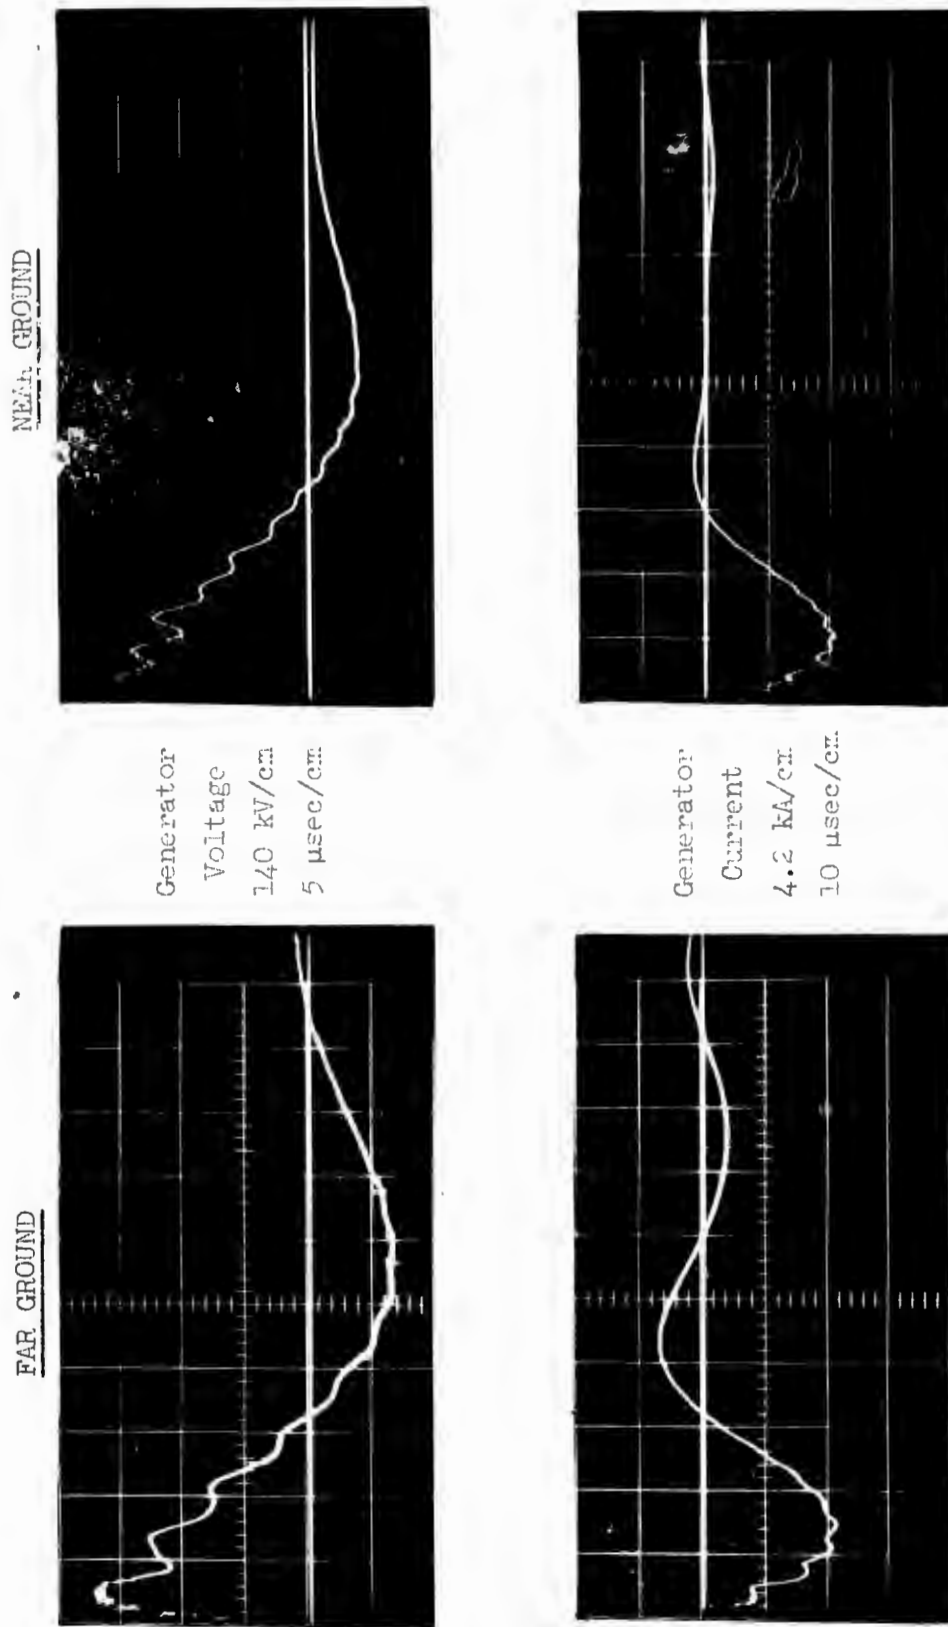 FAR GROUND
NEAR GROUND
Generator
Voltage
140 kV/cm
5 μsec/cm
Generator
Current
4.2 kA/cm
10 μsec/cm